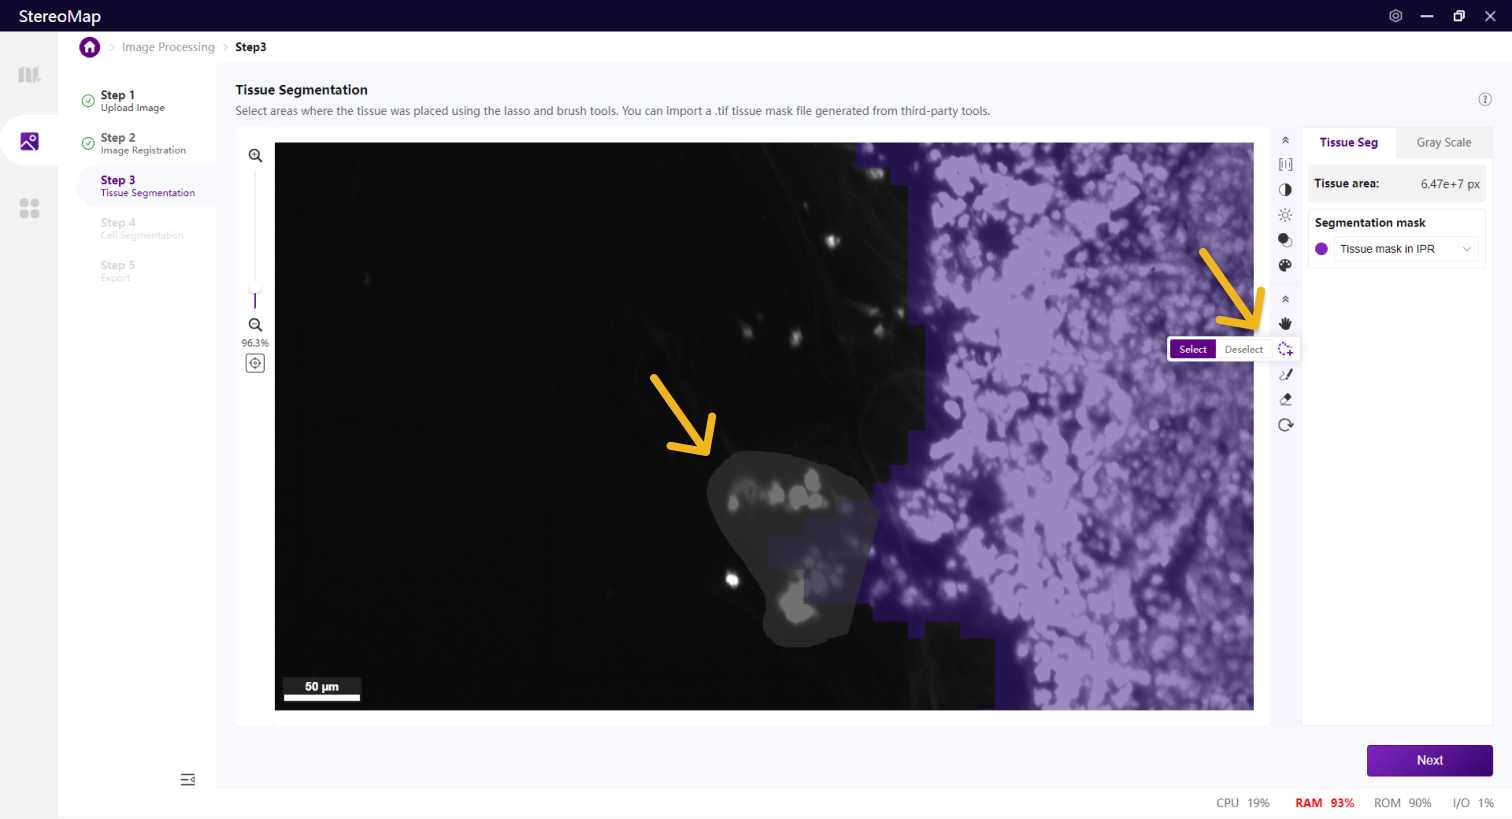 StereoMap
Image Processing
Step3
Step 1
Upload Image
Step 2
Image Registration
Step 3
Tissue Segmentation
Step 4
Cell Segmentation
Step 5
Export
Tissue Segmentation
Select areas where the tissue was placed using the lasso and brush tools. You can import a .tif tissue mask file generated from third-party tools.
96.3%
50 µm
Select
Deselect
Tissue Seg
Gray Scale
Tissue area:
6.47e+7 px
Segmentation mask
Tissue mask in IPR
Next
CPU 19%
RAM 93%
ROM 90%
I/O 1%